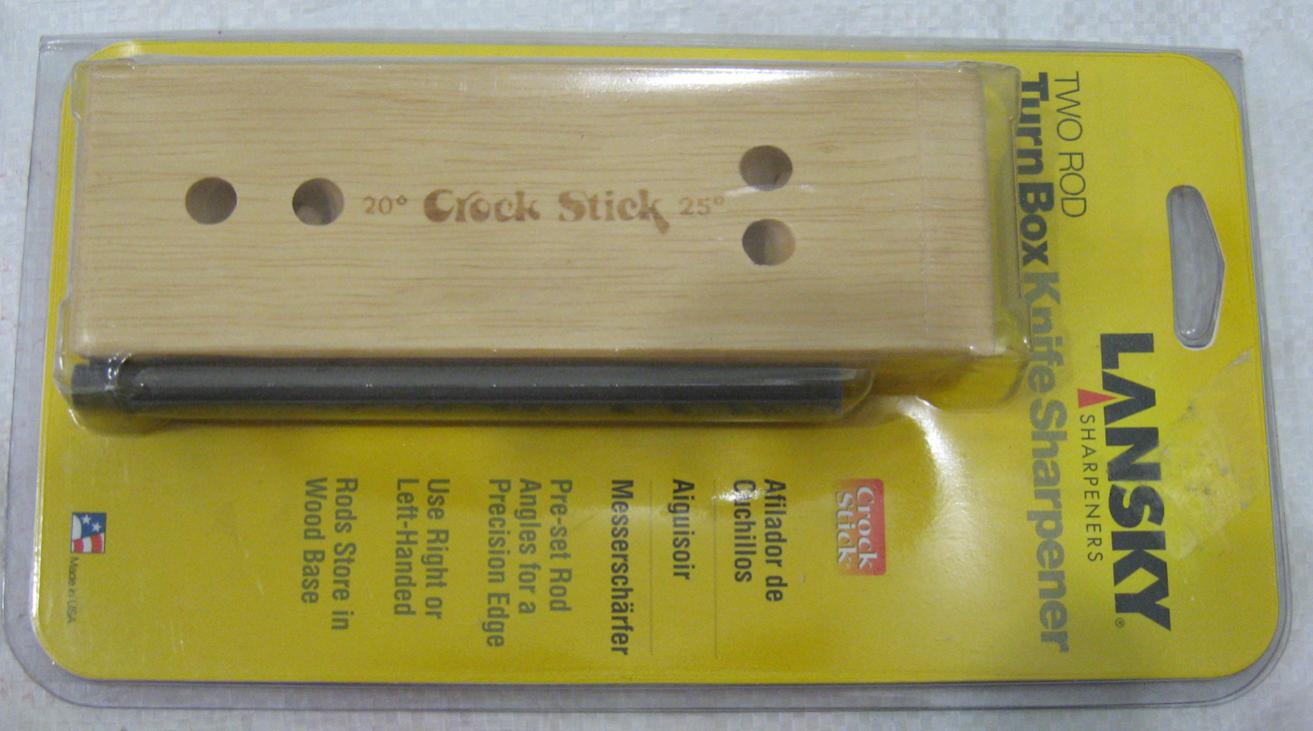 LANSKY®
SHARPENERS
TWO ROD
Turn Box Knife Sharpener
20° Crock Stick 25°
Crock
Stick®
Afilador de
Cuchillos
Aiguisoir
Messerschärfer
Pre-set Rod
Angles for a
Precision Edge
Use Right or
Left-Handed
Rods Store in
Wood Base
Made in USA